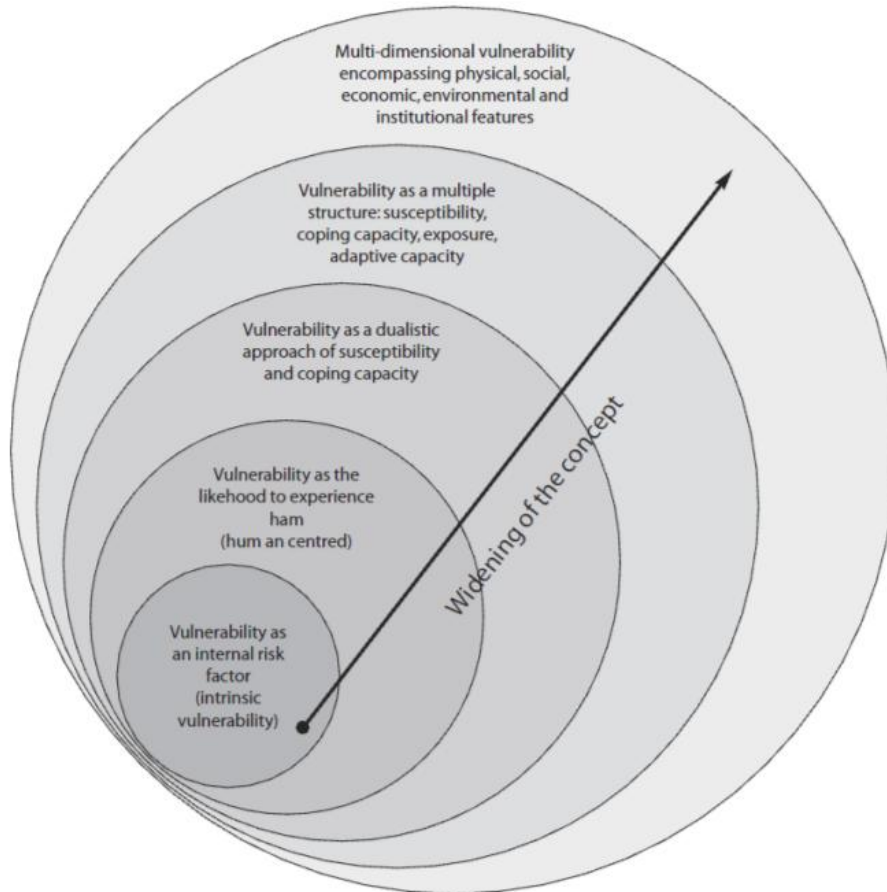 Multi-dimensional vulnerability
encompassing physical, social,
economic, environmental and
institutional features
Vulnerability as a multiple
structure: susceptibility,
coping capacity, exposure,
adaptive capacity
Vulnerability as a dualistic
approach of susceptibility
and coping capacity
Vulnerability as the
likehood to experience
ham
(hum an centred)
Vulnerability as
an internal risk
factor
(intrinsic
vulnerability)
Widening of the concept